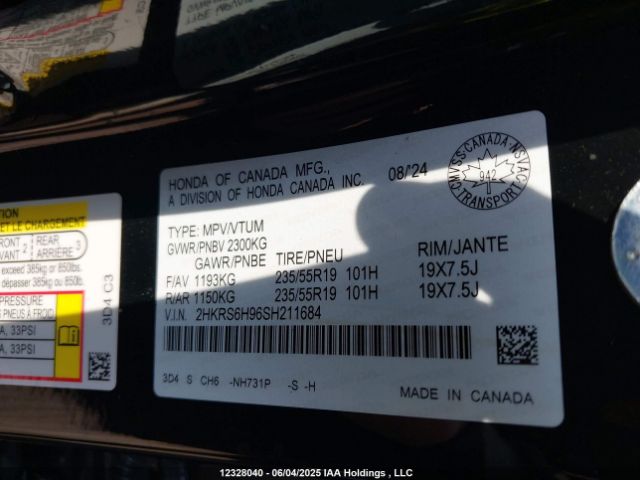 HONDA OF CANADA MFG.,
A DIVISION OF HONDA CANADA INC.
08/'24
CMVSS·CANADA·NSVAC
942
TRANSPORT
TYPE: MPV/VTUM
GVWR/PNBV 2300KG
GAWR/PNBE TIRE/PNEU RIM/JANTE
F/AV 1193KG 235/55R19 101H 19X7.5J
R/AR 1150KG 235/55R19 101H 19X7.5J
V.I.N. 2HKRS6H96SH211684
3D4 S CH6 -NH731P -S -H
MADE IN CANADA
ET LE CHARGEMENT
FRONT 2 REAR 3
AVANT ARRIÈRE
exceed 385kg or 850lbs.
dépasser 385kg ou 850lb.
PRESSURE
PNEUS À FROID
33PSI
33PSI
3D4 C3
12328040 - 06/04/2025 IAA Holdings , LLC